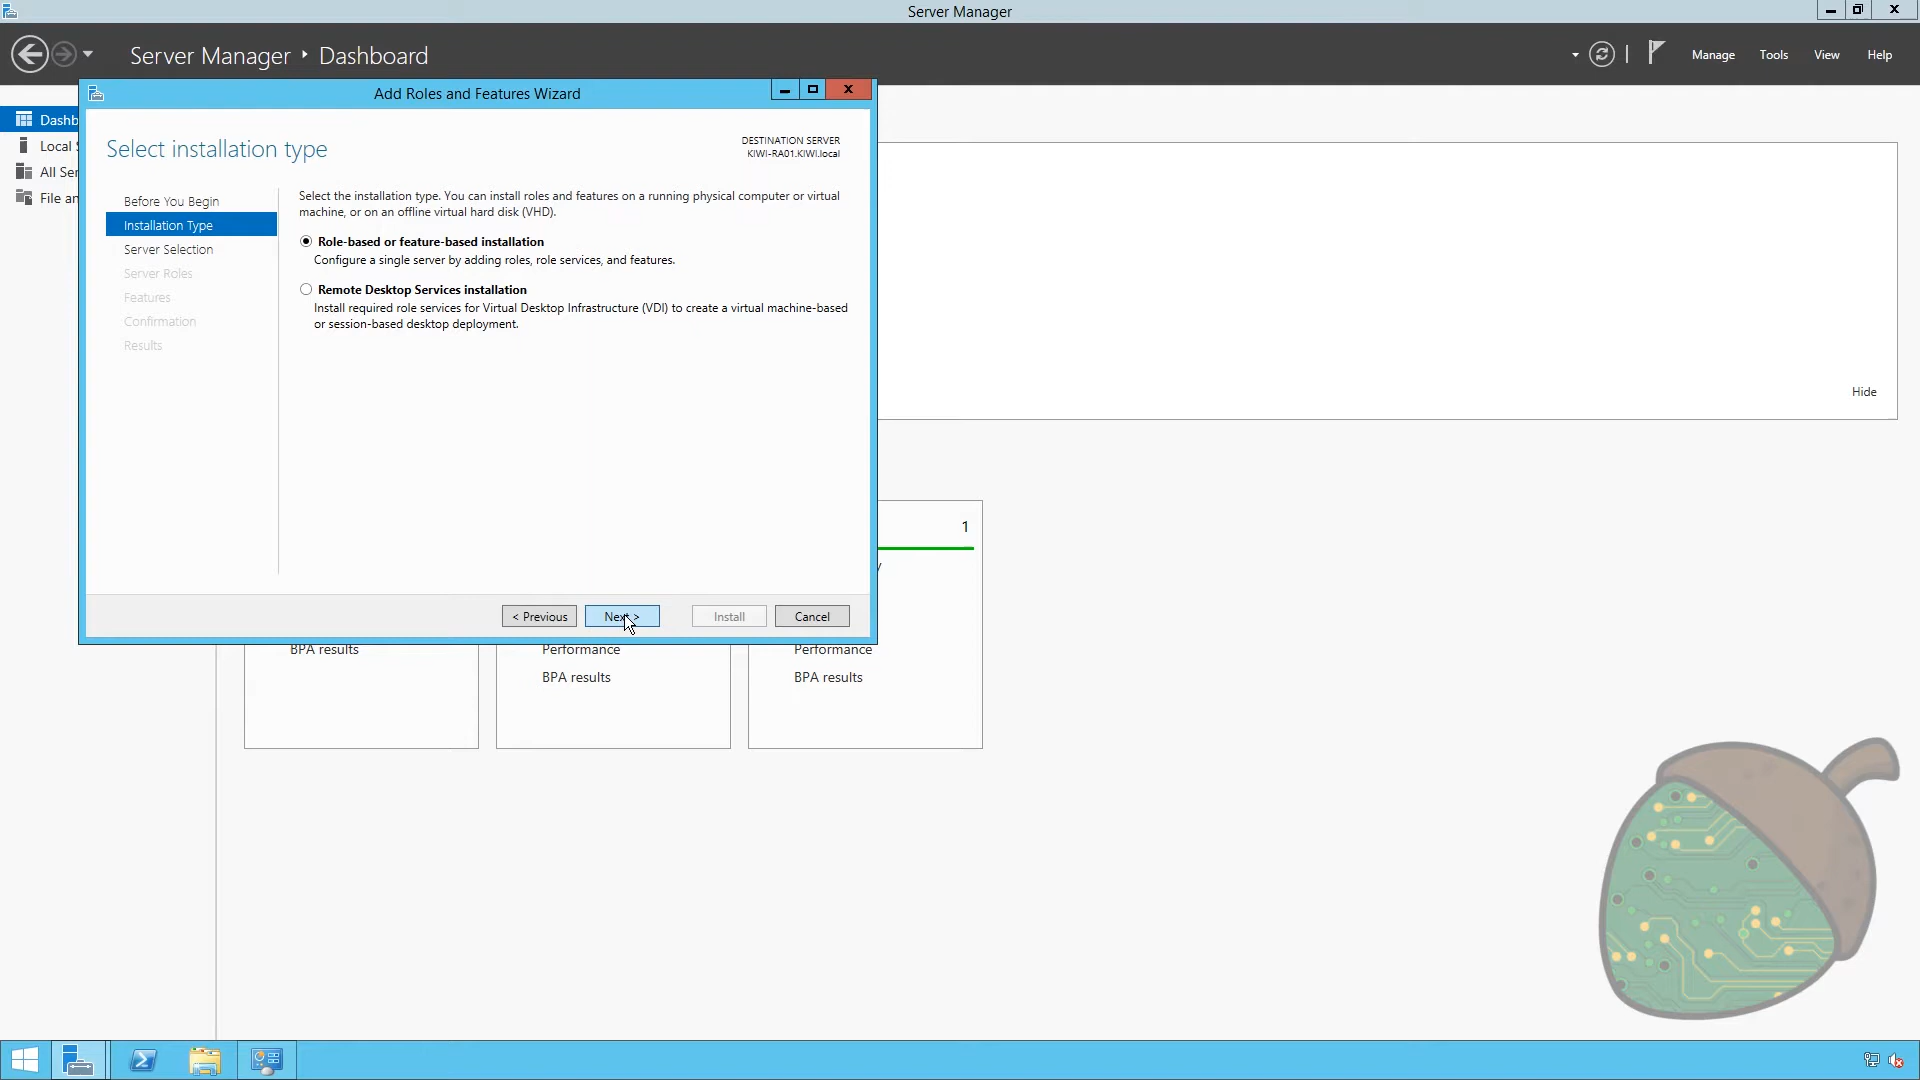 Server Manager
Server Manager • Dashboard
Manage
Tools
View
Help
Add Roles and Features Wizard
Select installation type
DESTINATION SERVER
KIWI-RA01.KIWI.local
Before You Begin
Installation Type
Server Selection
Server Roles
Features
Confirmation
Results
Select the installation type. You can install roles and features on a running physical computer or virtual
machine, or on an offline virtual hard disk (VHD).
Role-based or feature-based installation
Configure a single server by adding roles, role services, and features.
Remote Desktop Services installation
Install required role services for Virtual Desktop Infrastructure (VDI) to create a virtual machine-based
or session-based desktop deployment.
< Previous
Next >
Install
Cancel
Dashb
Local S
All Ser
File an
Hide
1
BPA results
Performance
BPA results
Performance
BPA results